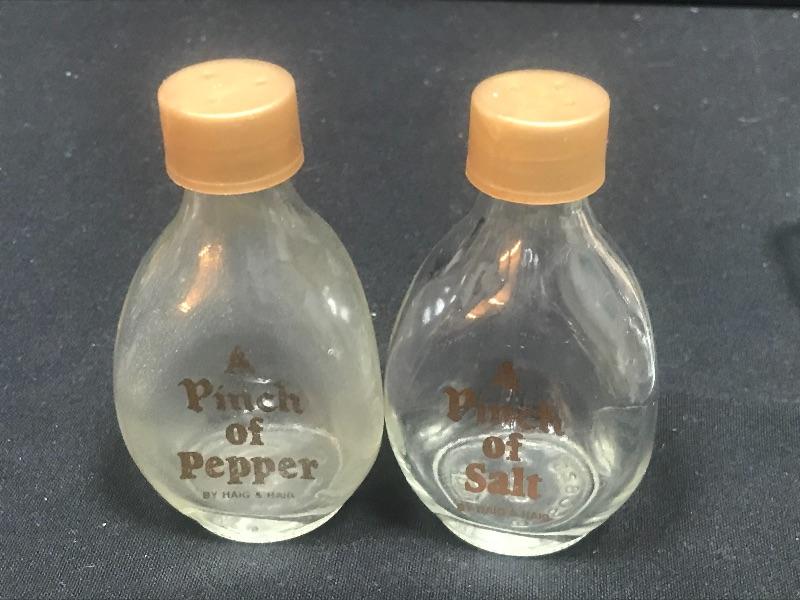 A
Pinch
of
Pepper
BY HAIG & HAIG
A
Pinch
of
Salt
BY HAIG & HAIG